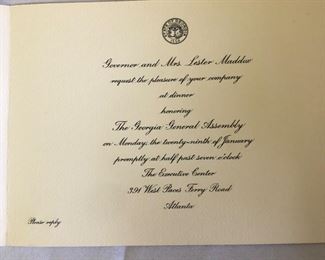 Governor and Mrs. Lester Maddox
request the pleasure of your company
at dinner
honoring
The Georgia General Assembly
on Monday, the twenty-ninth of January
promptly at half past seven o'clock
The Executive Center
391 West Paces Ferry Road
Atlanta
Please reply